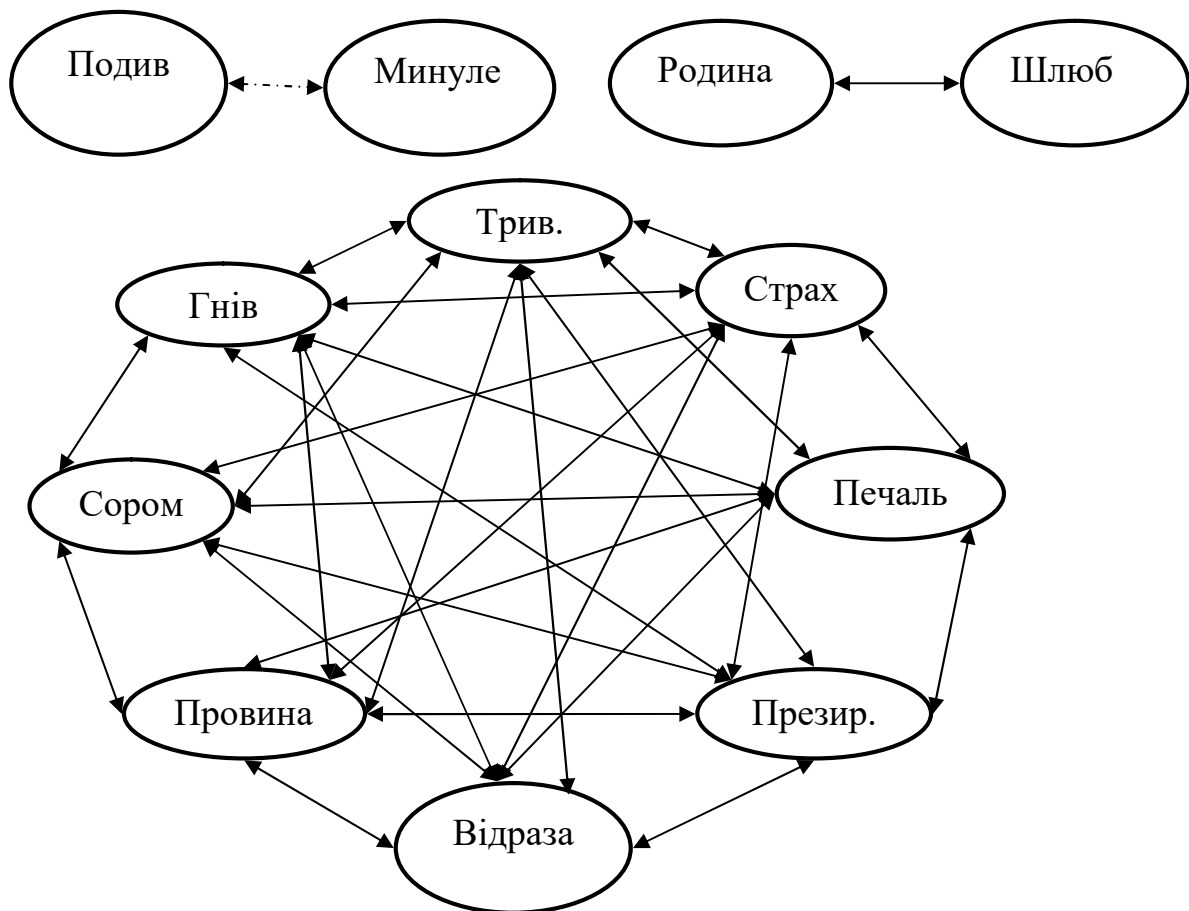 Подив
Минуле
Родина
Шлюб
Трив.
Страх
Гнів
Сором
Печаль
Провина
Презир.
Відраза